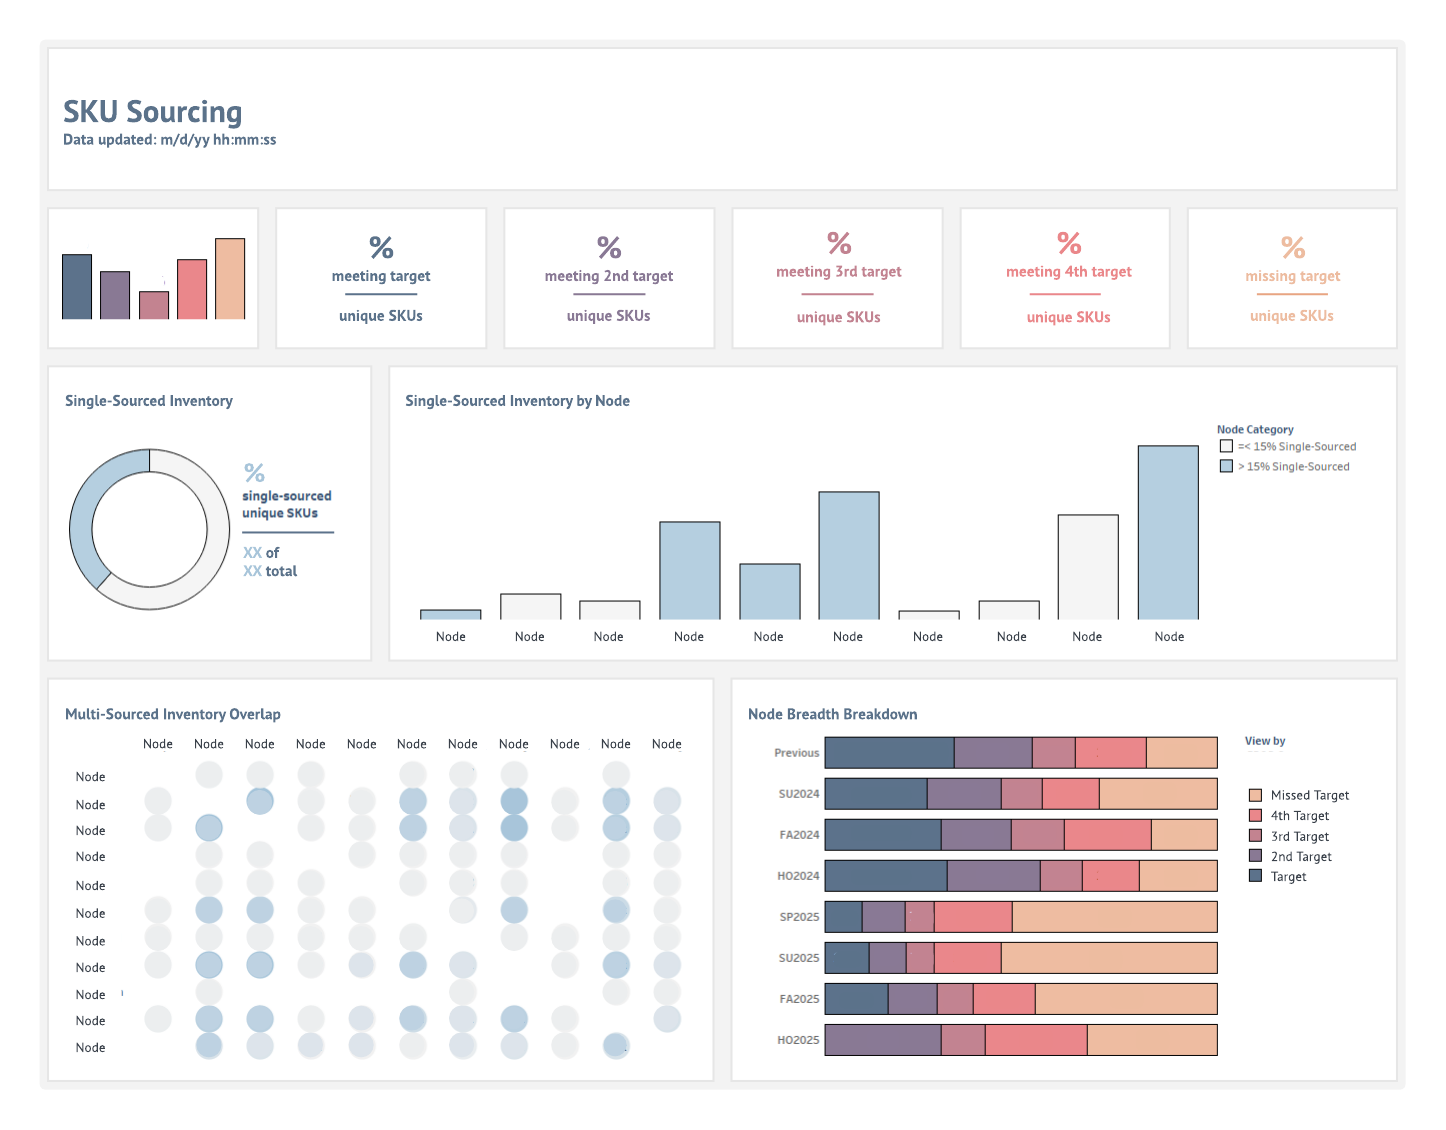 SKU Sourcing
Data updated: m/d/yy hh:mm:ss
%
meeting target
unique SKUs
%
meeting 2nd target
unique SKUs
%
meeting 3rd target
unique SKUs
%
meeting 4th target
unique SKUs
%
missing target
unique SKUs
Single-Sourced Inventory
%
single-sourced
unique SKUs
XX of
XX total
Single-Sourced Inventory by Node
Node Category
=< 15% Single-Sourced
> 15% Single-Sourced
Node Node Node Node Node Node Node Node Node Node
Multi-Sourced Inventory Overlap
Node Node Node Node Node Node Node Node Node Node Node
Node
Node
Node
Node
Node
Node
Node
Node
Node
Node
Node
Node Breadth Breakdown
Previous
SU2024
FA2024
HO2024
SP2025
SU2025
FA2025
HO2025
View by
Missed Target
4th Target
3rd Target
2nd Target
Target